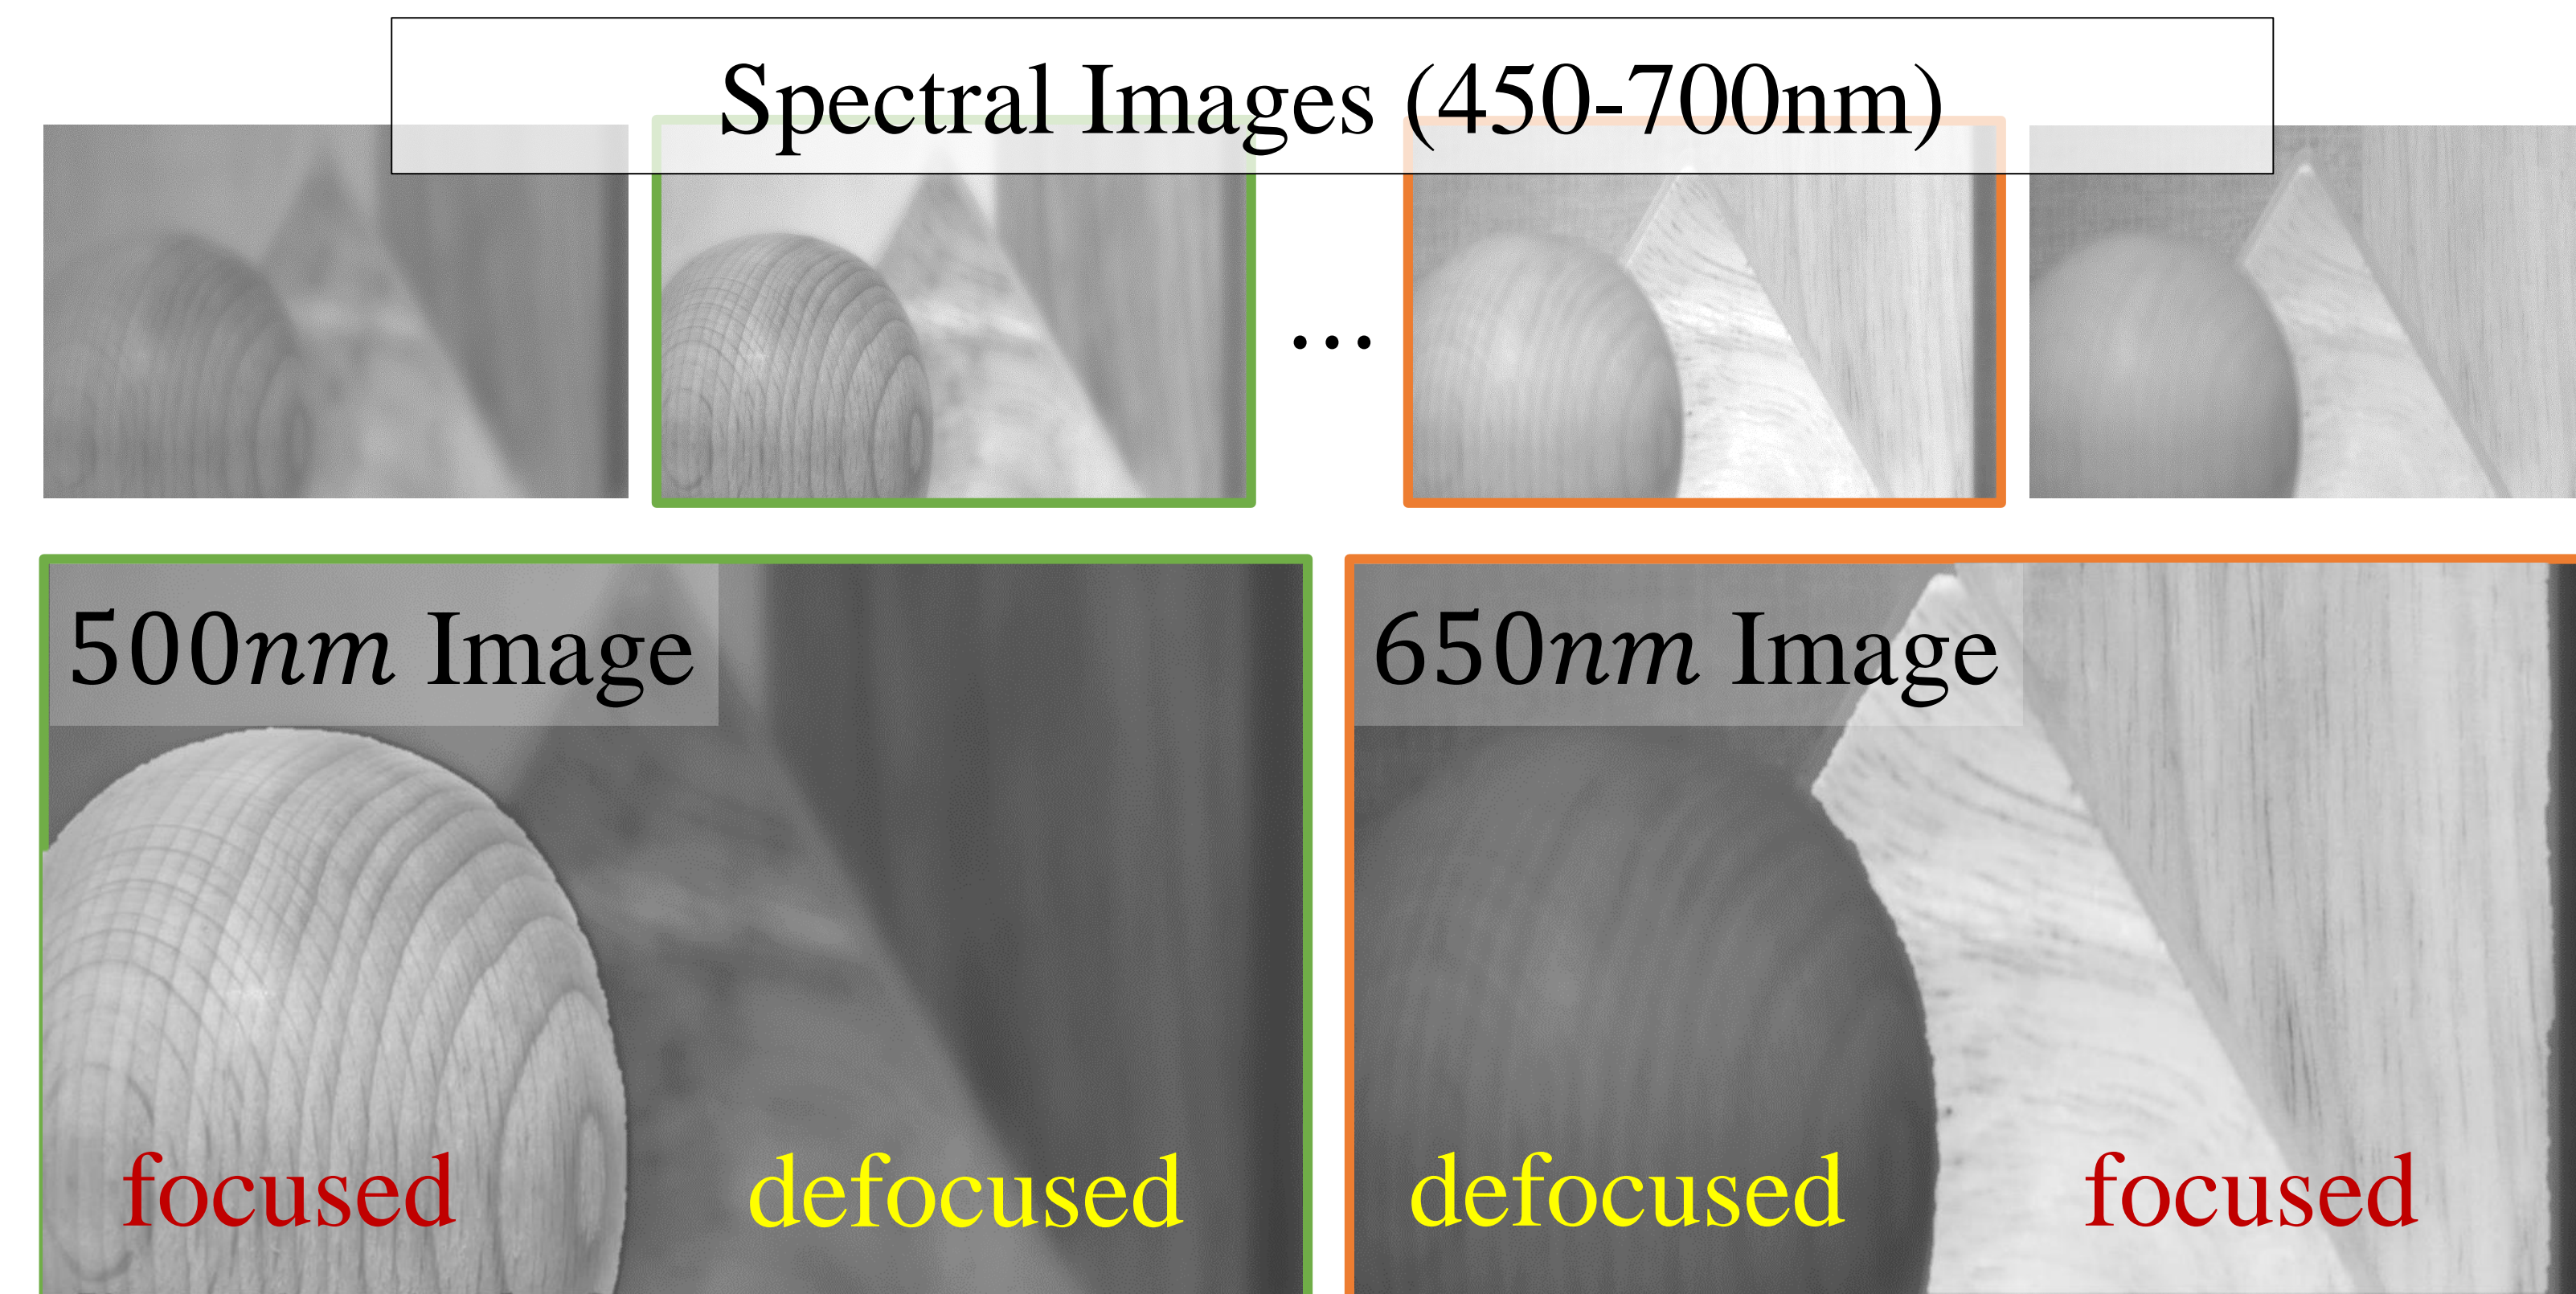 Spectral Images (450-700nm)
...
500nm Image
650nm Image
focused
defocused
defocused
focused